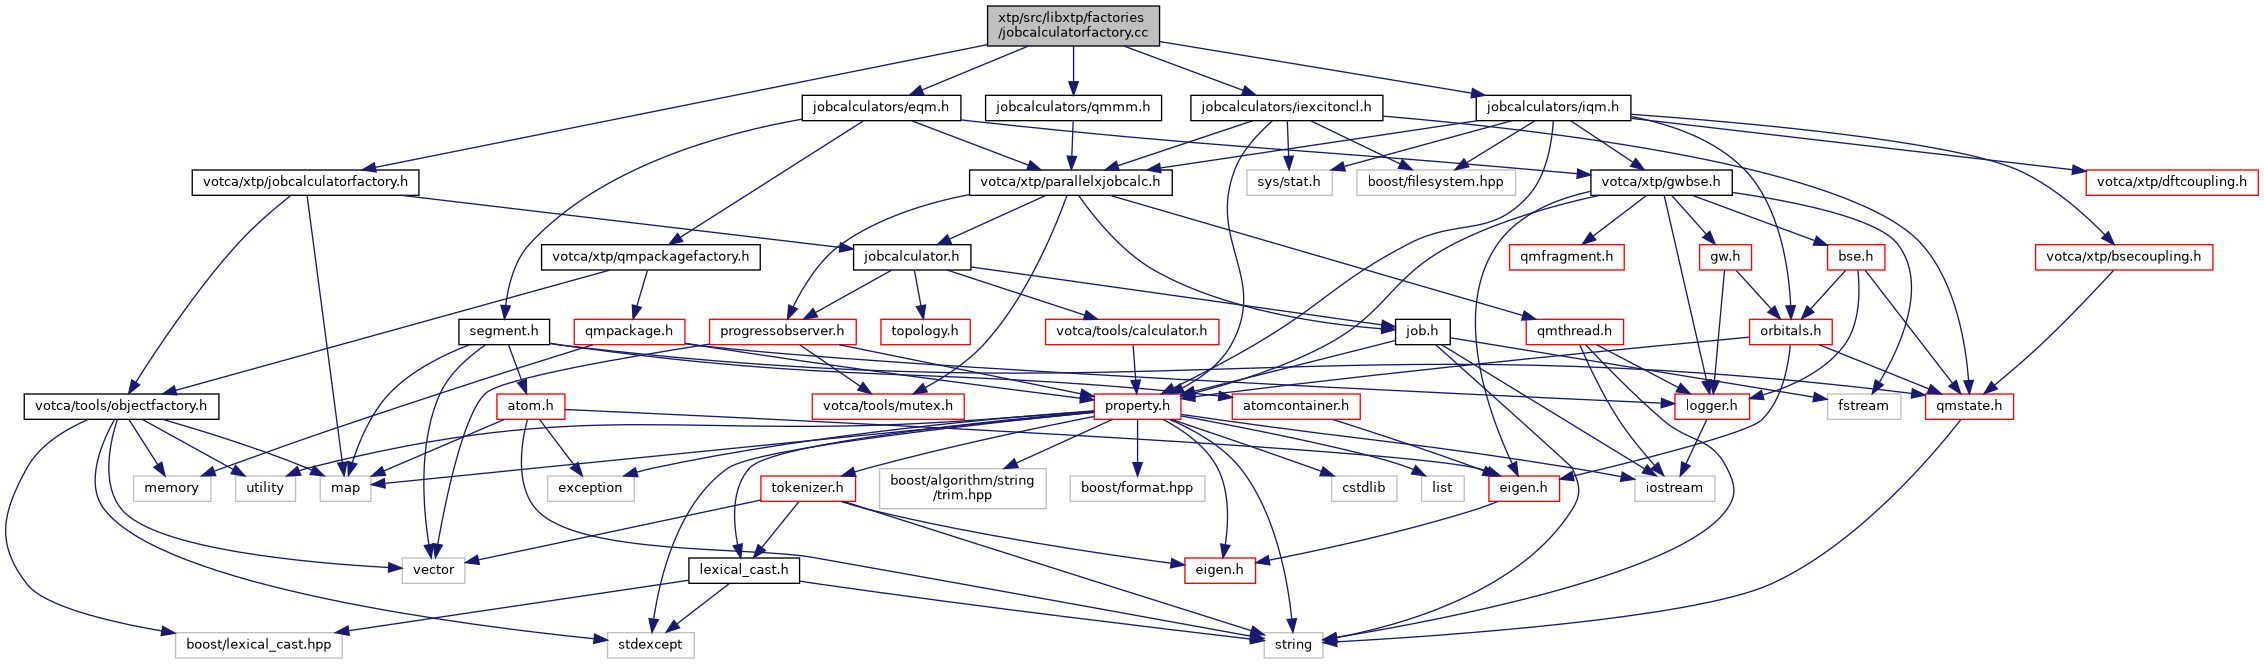 xtp/src/libxtp/factories
/jobcalculatorfactory.cc
jobcalculators/eqm.h
jobcalculators/qmmm.h
jobcalculators/iexcitoncl.h
jobcalculators/iqm.h
votca/xtp/jobcalculatorfactory.h
votca/xtp/parallelxjobcalc.h
sys/stat.h
boost/filesystem.hpp
votca/xtp/gwbse.h
votca/xtp/dftcoupling.h
votca/xtp/qmpackagefactory.h
jobcalculator.h
qmfragment.h
gw.h
bse.h
votca/xtp/bsecoupling.h
segment.h
qmpackage.h
progressobserver.h
topology.h
votca/tools/calculator.h
job.h
qmthread.h
orbitals.h
votca/tools/objectfactory.h
atom.h
votca/tools/mutex.h
property.h
atomcontainer.h
logger.h
fstream
qmstate.h
memory
utility
map
exception
tokenizer.h
boost/algorithm/string
/trim.hpp
boost/format.hpp
cstdlib
list
eigen.h
iostream
vector
lexical_cast.h
eigen.h
boost/lexical_cast.hpp
stdexcept
string